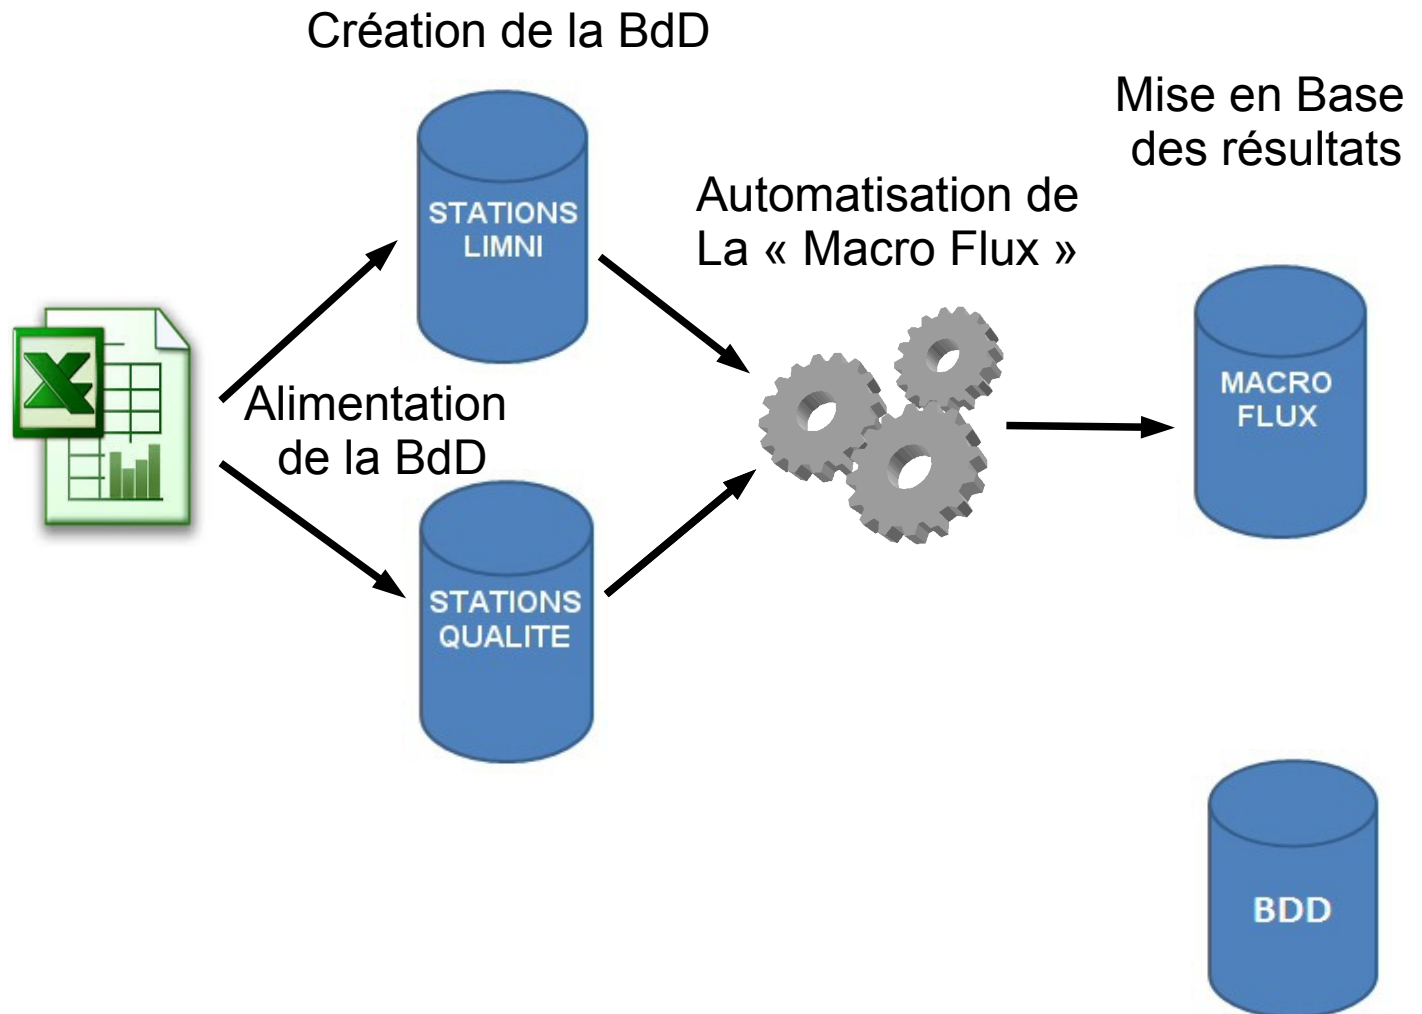 Création de la BdD
Mise en Base
des résultats
STATIONS
LIMNI
Automatisation de
La « Macro Flux »
Alimentation
de la BdD
MACRO
FLUX
STATIONS
QUALITE
BDD